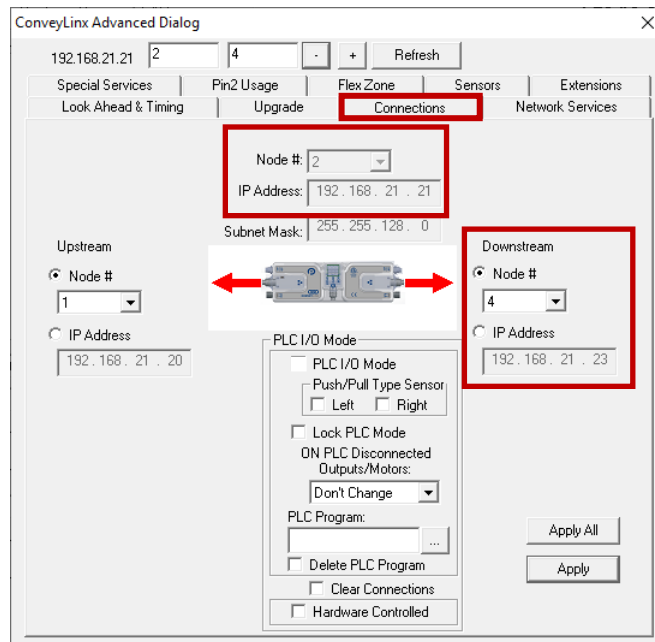 ConveyLinx Advanced Dialog
192.168.21.21 2 4 - + Refresh
Special Services Pin2 Usage Flex Zone Sensors Extensions
Look Ahead & Timing Upgrade Connections Network Services
Node #: 2
IP Address: 192 . 168 . 21 . 21
Subnet Mask: 255 . 255 . 128 . 0
Upstream
Node #
1
IP Address
192 . 168 . 21 . 20
Downstream
Node #
4
IP Address
192 . 168 . 21 . 23
PLC I/O Mode
PLC I/O Mode
Push/Pull Type Sensor
Left Right
Lock PLC Mode
ON PLC Disconnected
Outputs/Motors:
Don't Change
PLC Program:
...
Delete PLC Program
Clear Connections
Hardware Controlled
Apply All
Apply